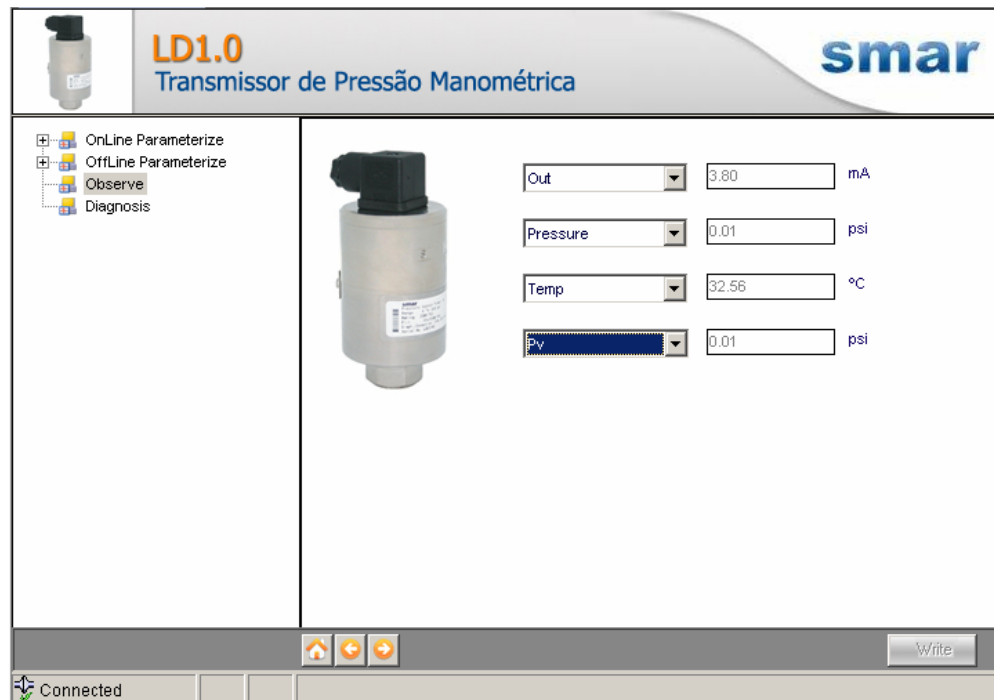 LD1.0
Transmissor de Pressão Manométrica
smar
OnLine Parameterize
OffLine Parameterize
Observe
Diagnosis
Out 3.80 mA
Pressure 0.01 psi
Temp 32.56 °C
Pv 0.01 psi
Write
Connected